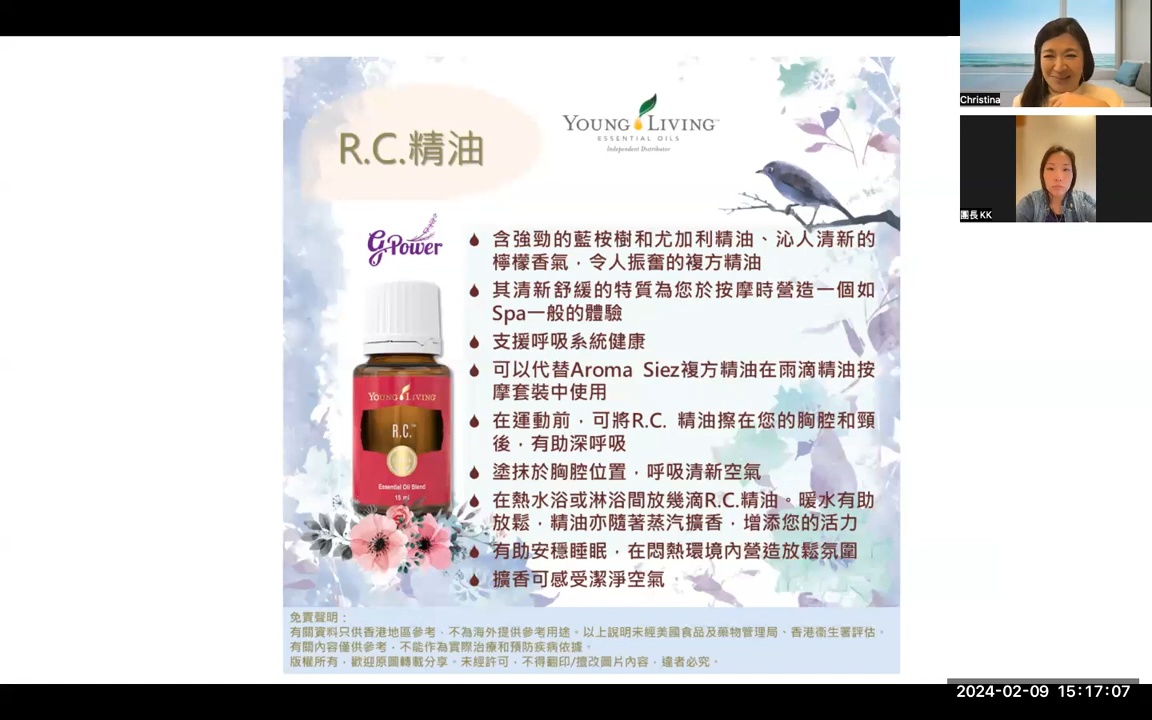 R.C.精油
YOUNG LIVING™
ESSENTIAL OILS
Independent Distributor
gPower
含強勁的藍桉樹和尤加利精油、沁人清新的
檸檬香氣，令人振奮的複方精油
其清新舒緩的特質為您於按摩時營造一個如
Spa一般的體驗
支援呼吸系統健康
可以代替Aroma Siez複方精油在雨滴精油按
摩套裝中使用
在運動前，可將R.C. 精油擦在您的胸腔和頸
後，有助深呼吸
塗抹於胸腔位置，呼吸清新空氣
在熱水浴或淋浴間放幾滴R.C.精油。暖水有助
放鬆，精油亦隨著蒸汽擴香，增添您的活力
有助安穩睡眠，在悶熱環境內營造放鬆氛圍
擴香可感受潔淨空氣
YOUNG LIVING
R.C.™
Essential Oil Blend
15 ml
免責聲明：
有關資料只供香港地區參考，不為海外提供參考用途。以上說明未經美國食品及藥物管理局、香港衞生署評估。
有關內容僅供參考，不能作為實際治療和預防疾病依據。
版權所有，歡迎原圖轉載分享。未經許可，不得翻印/擅改圖片內容，違者必究。
Christina
團長 KK
2024-02-09 15:17:07